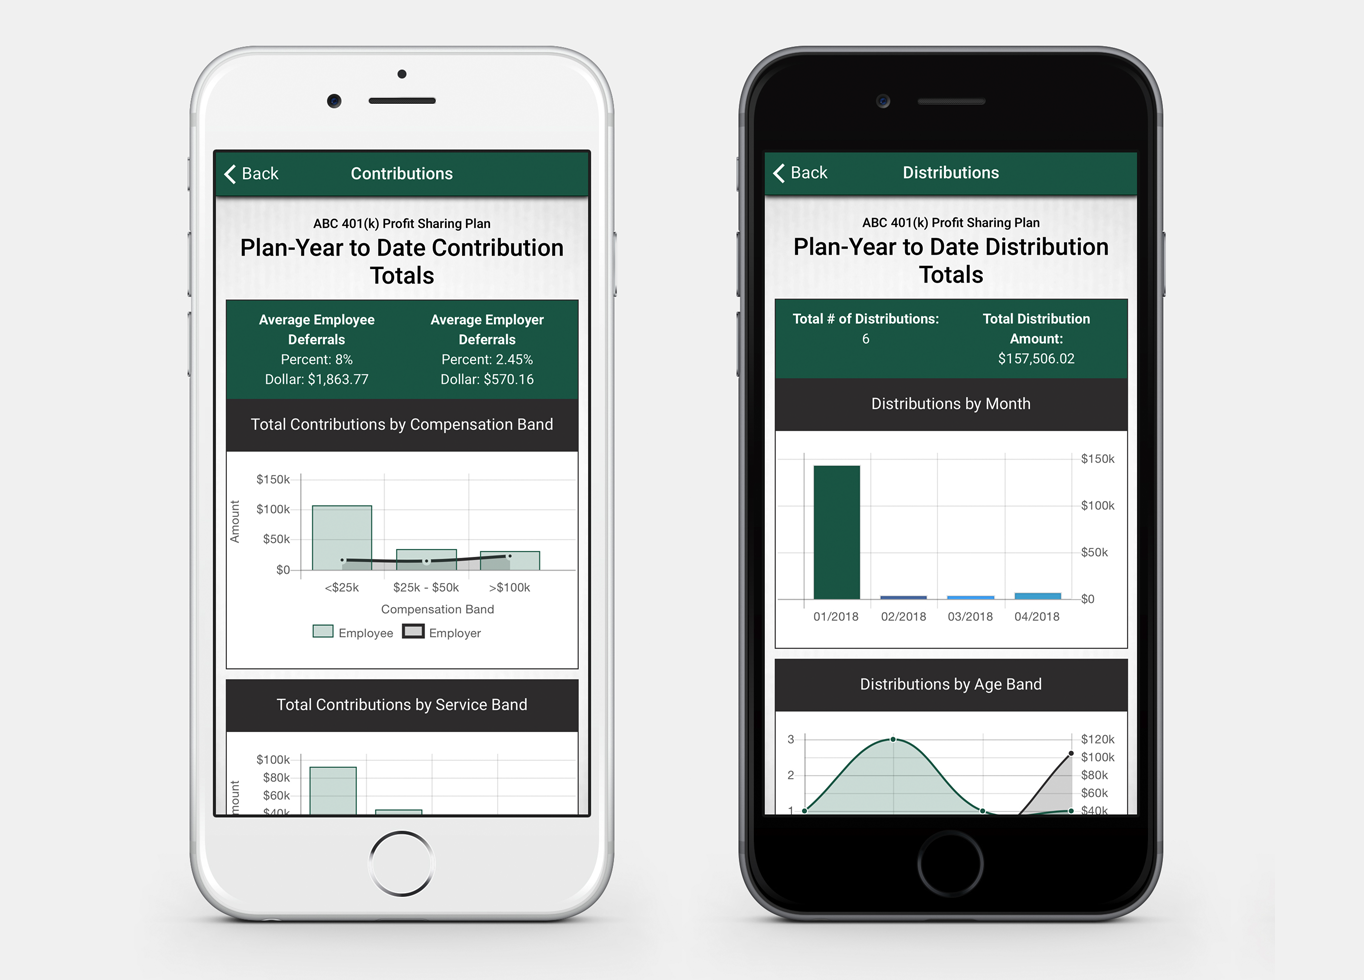 Back
Contributions
ABC 401(k) Profit Sharing Plan
Plan-Year to Date Contribution
Totals
Average Employee
Deferrals
Percent: 8%
Dollar: $1,863.77
Average Employer
Deferrals
Percent: 2.45%
Dollar: $570.16
Total Contributions by Compensation Band
Amount
$150k
$100k
$50k
$0
<$25k
$25k - $50k
>$100k
Compensation Band
Employee
Employer
Total Contributions by Service Band
$100k
$80k
$60k
$40k
Back
Distributions
ABC 401(k) Profit Sharing Plan
Plan-Year to Date Distribution
Totals
Total # of Distributions:
6
Total Distribution
Amount:
$157,506.02
Distributions by Month
$150k
$100k
$50k
$0
01/2018
02/2018
03/2018
04/2018
Distributions by Age Band
3
2
1
$120k
$100k
$80k
$60k
$40k